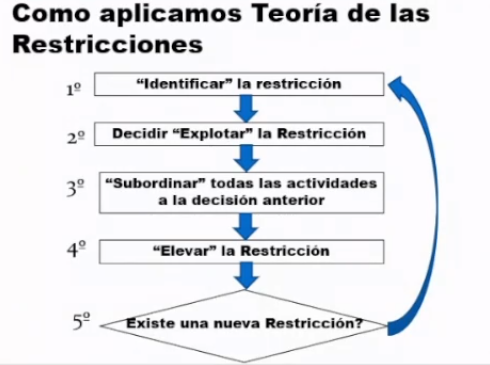 Como aplicamos Teoría de las
Restricciones
1º “Identificar” la restricción
2º Decidir “Explotar” la Restricción
3º “Subordinar” todas las actividades
a la decisión anterior
4º “Elevar” la Restricción
5º Existe una nueva Restricción?